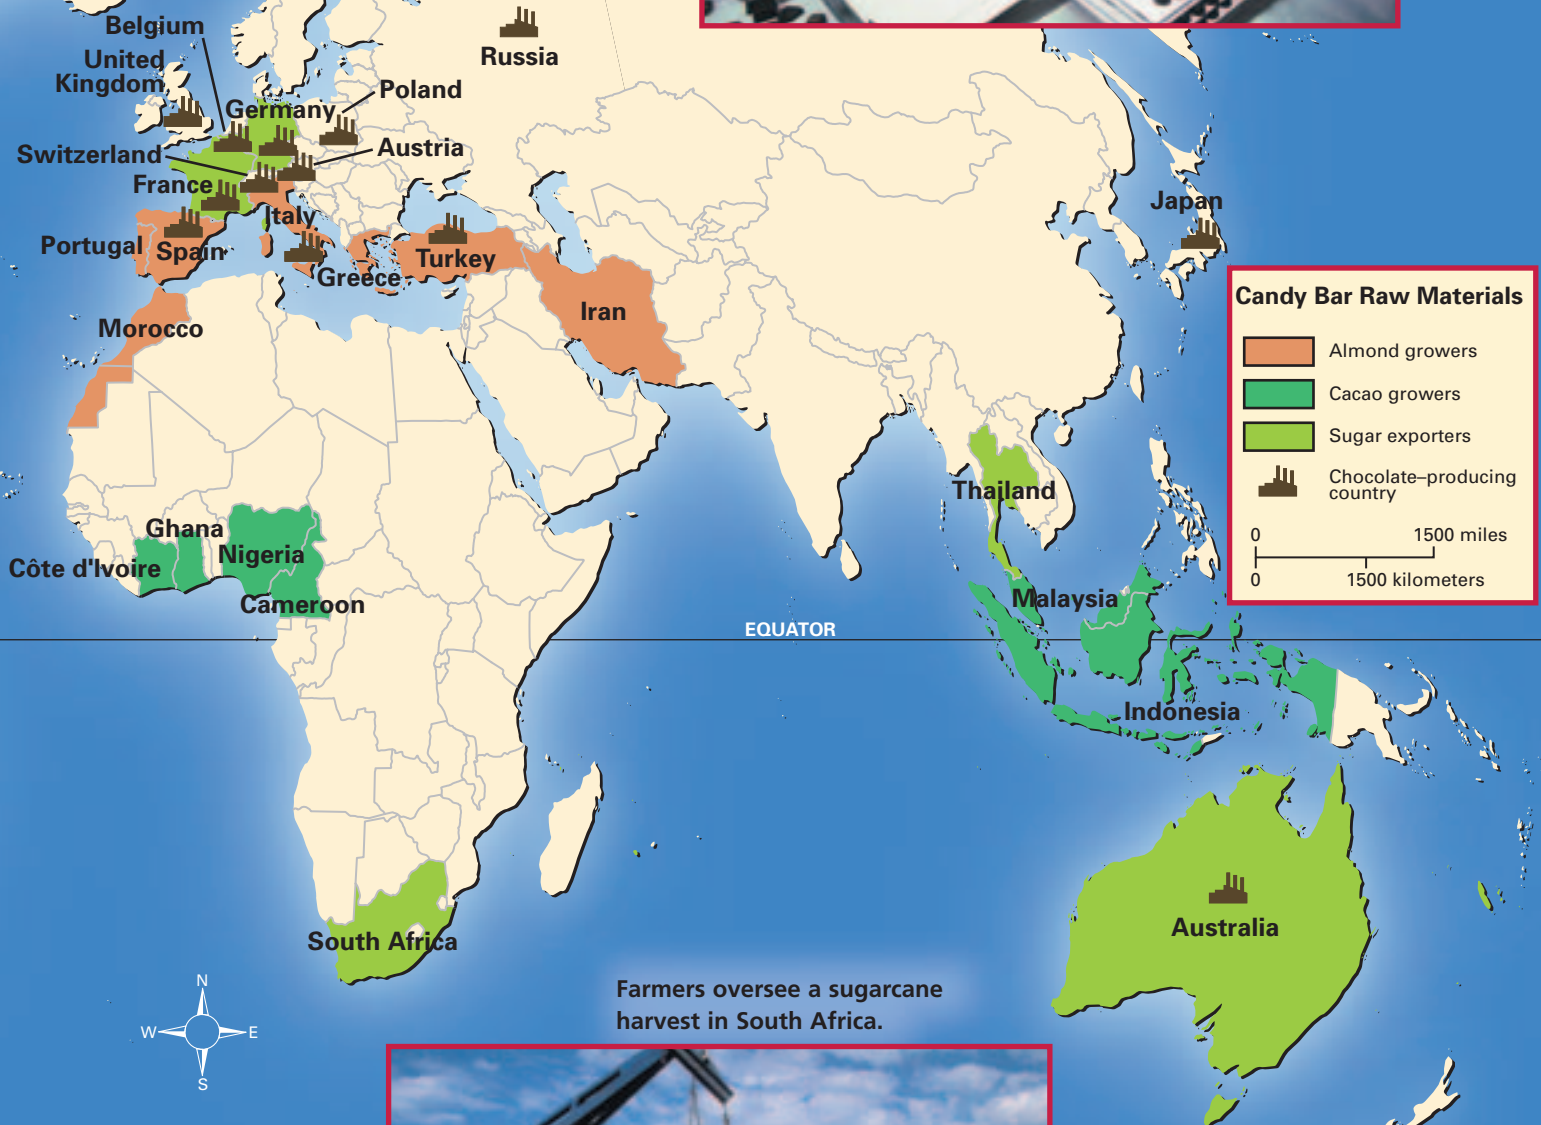 Belgium
United
Kingdom
Russia
Poland
Germany
Austria
Switzerland
France
Italy
Portugal
Spain
Greece
Turkey
Iran
Morocco
Japan
Candy Bar Raw Materials
Almond growers
Cacao growers
Sugar exporters
Chocolate–producing
country
0 1500 miles
0 1500 kilometers
Thailand
Ghana
Nigeria
Côte d'Ivoire
Cameroon
Malaysia
EQUATOR
Indonesia
Australia
South Africa
N
W E
S
Farmers oversee a sugarcane
harvest in South Africa.